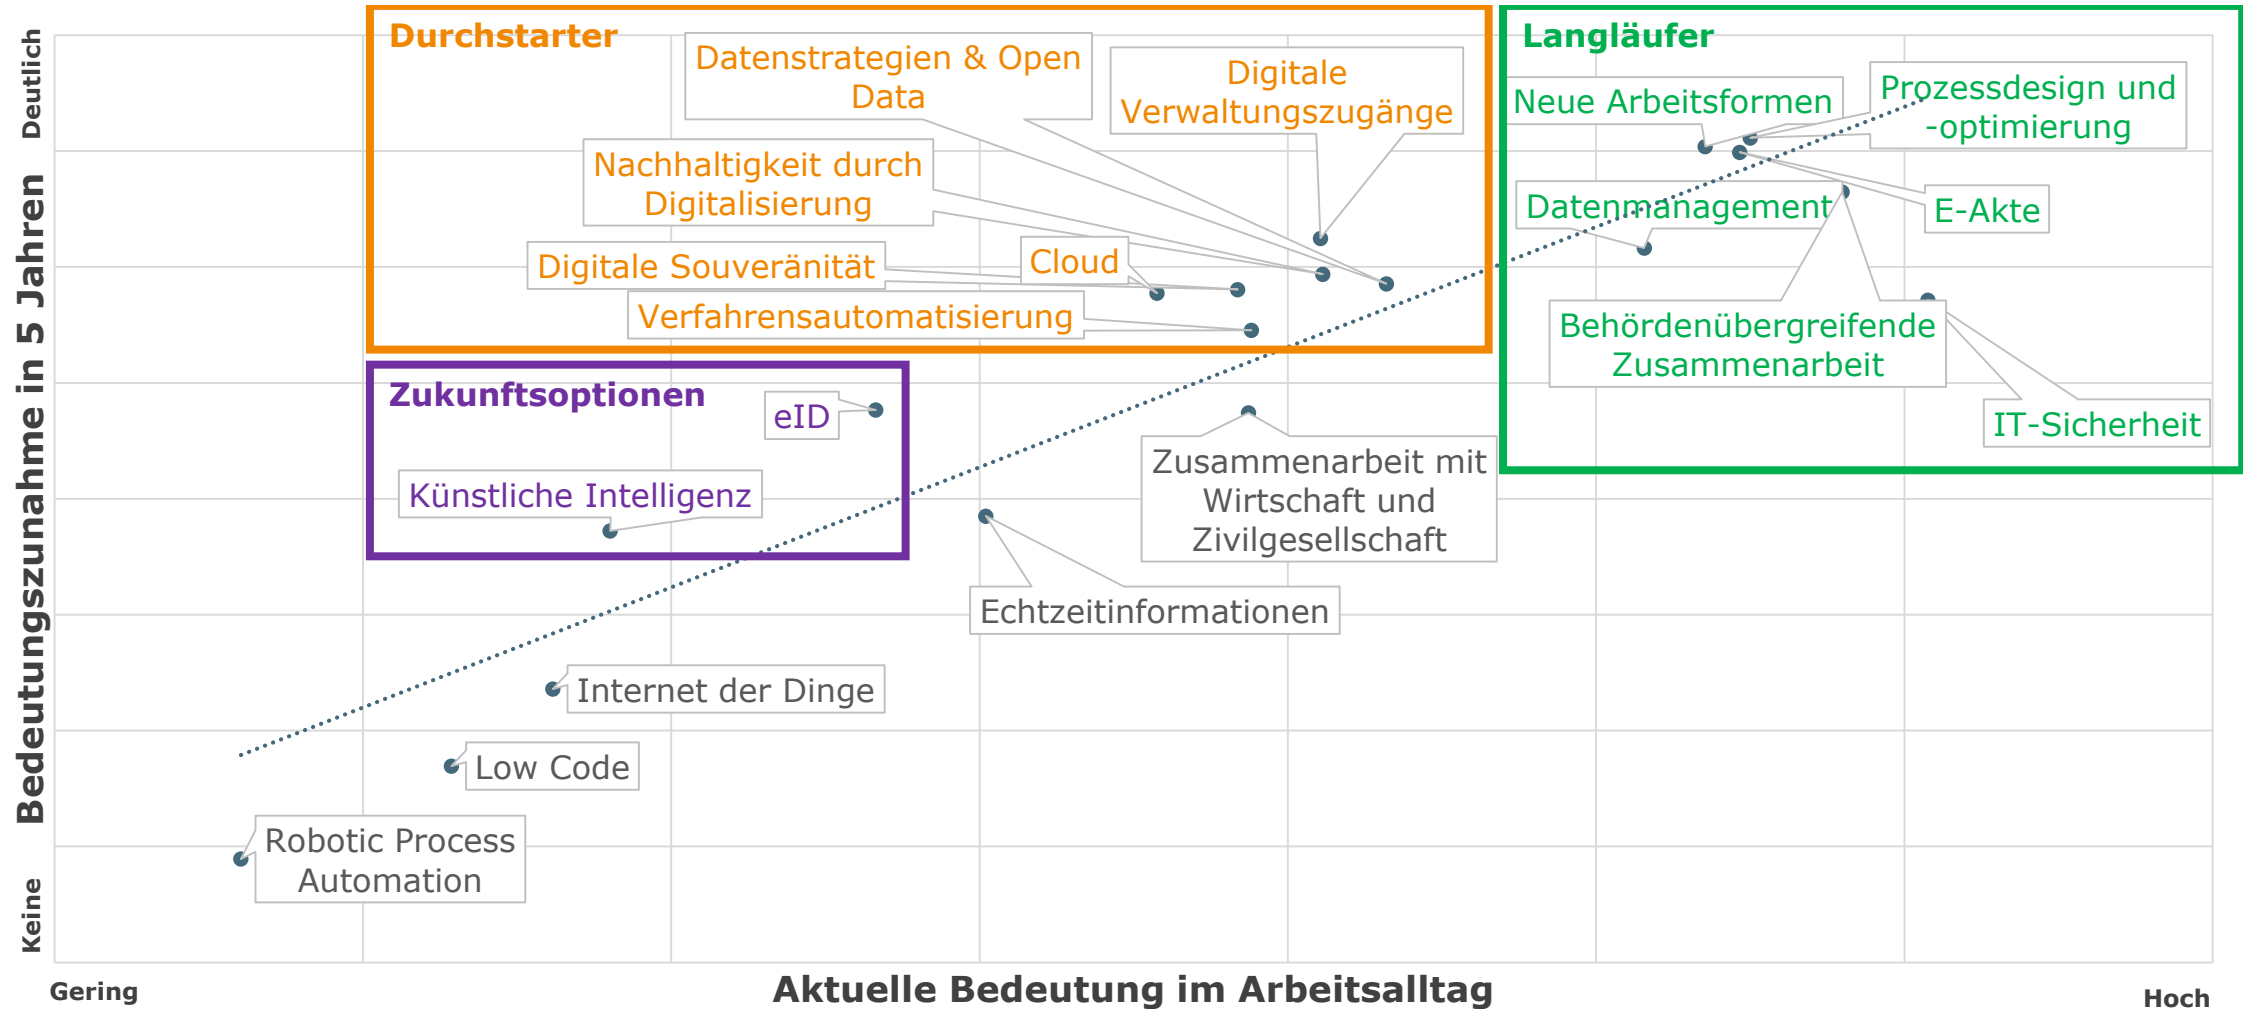 Durchstarter
Langläufer
Datenstrategien & Open
Data
Digitale
Verwaltungszugänge
Neue Arbeitsformen
Prozessdesign und
-optimierung
Nachhaltigkeit durch
Digitalisierung
Datenmanagement
E-Akte
Digitale Souveränität
Cloud
Verfahrensautomatisierung
Behördenübergreifende
Zusammenarbeit
IT-Sicherheit
Zukunftsoptionen
eID
Künstliche Intelligenz
Zusammenarbeit mit
Wirtschaft und
Zivilgesellschaft
Echtzeitinformationen
Internet der Dinge
Low Code
Robotic Process
Automation
Deutlich
Bedeutungszunahme in 5 Jahren
Keine
Gering
Aktuelle Bedeutung im Arbeitsalltag
Hoch